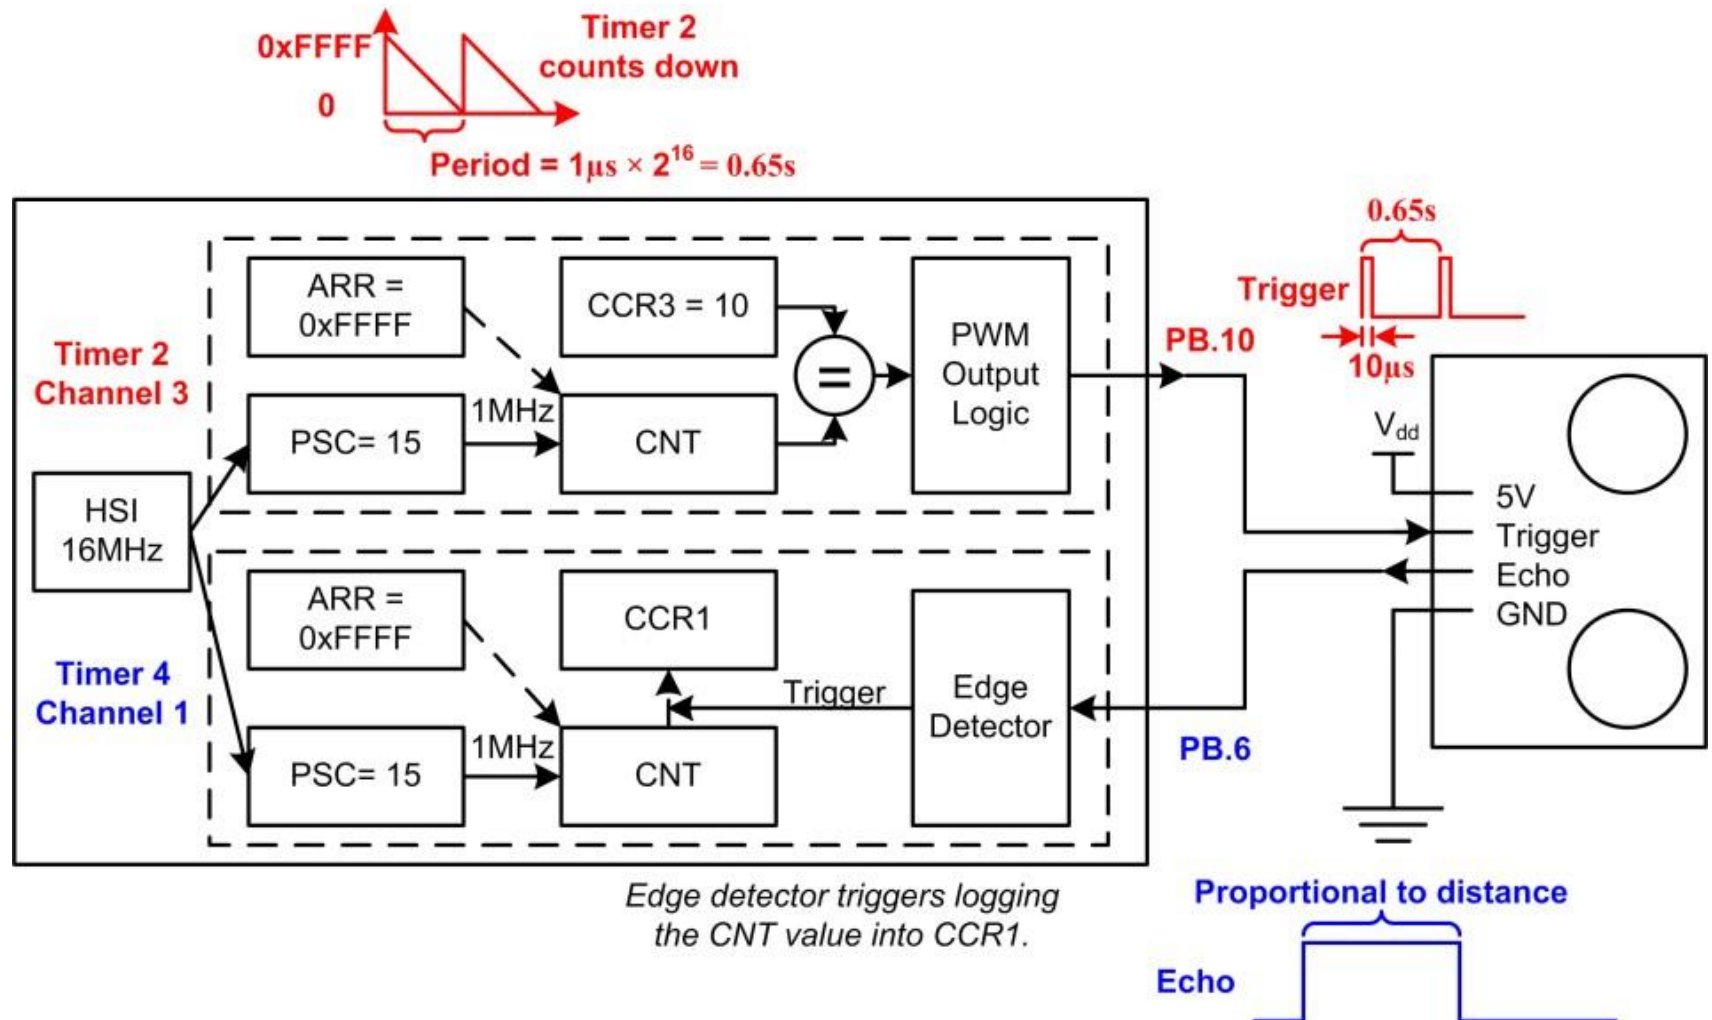 Timer 2
counts down
0xFFFF
0
Period = 1μs × 2¹⁶ = 0.65s
0.65s
Trigger
10μs
PB.10
Timer 2
Channel 3
ARR =
0xFFFF
CCR3 = 10
PWM
Output
Logic
=
PSC= 15
1MHz
CNT
HSI
16MHz
Vdd
5V
Trigger
Echo
GND
Timer 4
Channel 1
ARR =
0xFFFF
CCR1
Trigger
Edge
Detector
PSC= 15
1MHz
CNT
PB.6
Edge detector triggers logging
the CNT value into CCR1.
Proportional to distance
Echo